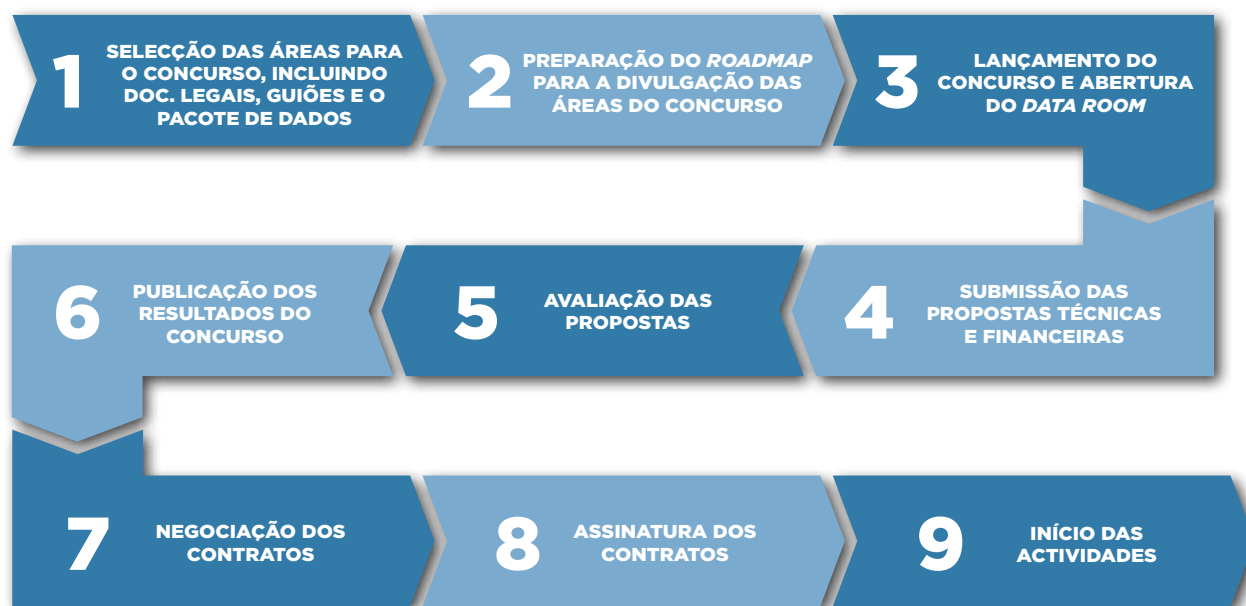 1
SELECÇÃO DAS ÁREAS PARA
O CONCURSO, INCLUINDO
DOC. LEGAIS, GUIÕES E O
PACOTE DE DADOS
2
PREPARAÇÃO DO ROADMAP
PARA A DIVULGAÇÃO DAS
ÁREAS DO CONCURSO
3
LANÇAMENTO DO
CONCURSO E ABERTURA
DO DATA ROOM
4
SUBMISSÃO DAS
PROPOSTAS TÉCNICAS
E FINANCEIRAS
5
AVALIAÇÃO DAS
PROPOSTAS
6
PUBLICAÇÃO DOS
RESULTADOS DO
CONCURSO
7
NEGOCIAÇÃO DOS
CONTRATOS
8
ASSINATURA DOS
CONTRATOS
9
INÍCIO DAS
ACTIVIDADES